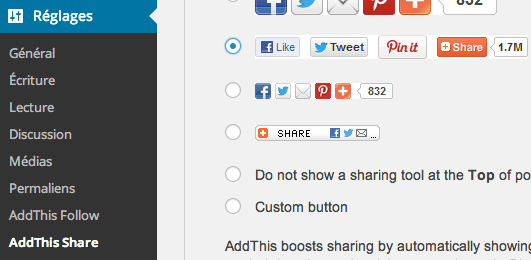 Réglages
Général
Écriture
Lecture
Discussion
Médias
Permaliens
AddThis Follow
AddThis Share
832
Like Tweet Pin it Share 1.7M
832
SHARE ...
Do not show a sharing tool at the Top of po
Custom button
AddThis boosts sharing by automatically showing